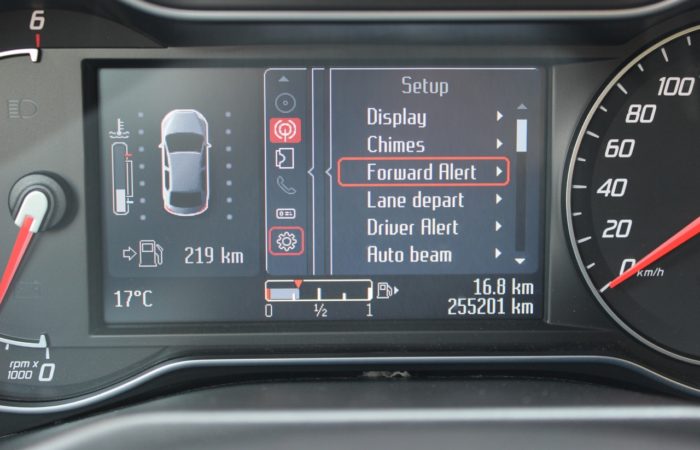 6
Setup
Display
Chimes
Forward Alert
Lane depart
Driver Alert
Auto beam
219 km
17°C
0 ½ 1
16.8 km
255201 km
rpm x
1000 0
100
80
60
40
20
0 km/h